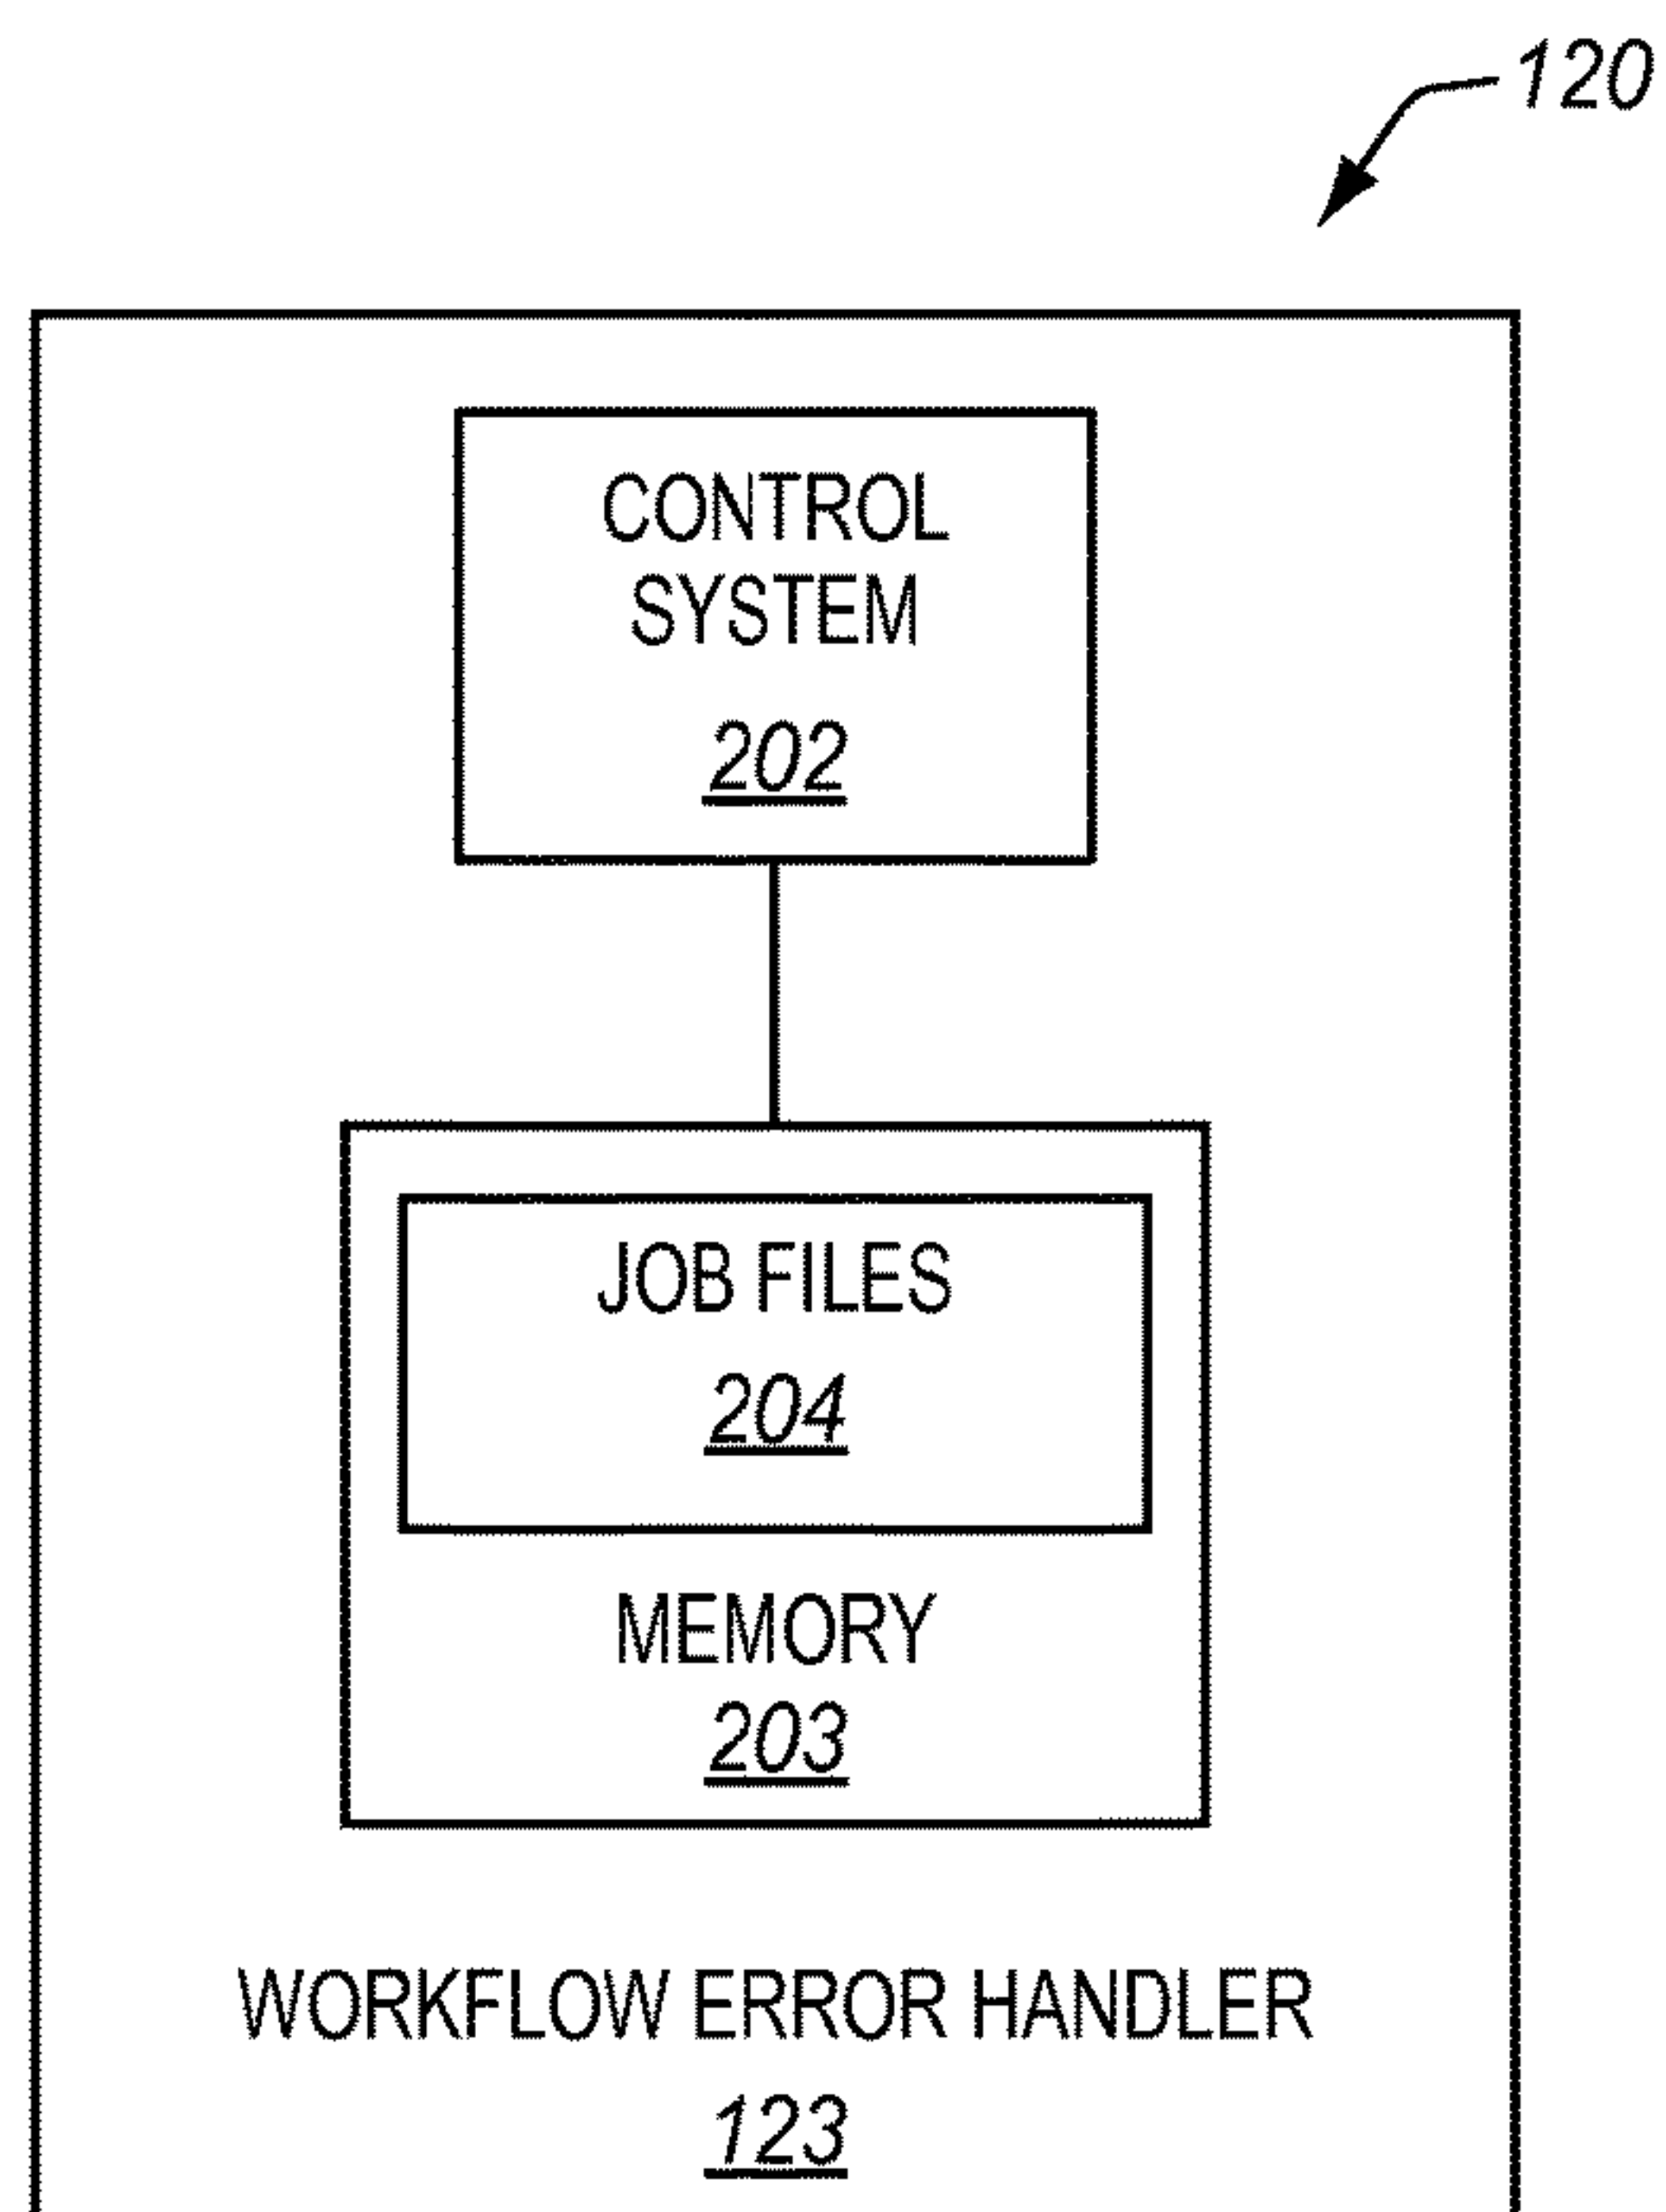 120
CONTROL
SYSTEM
202
JOB FILES
204
MEMORY
203
WORKFLOW ERROR HANDLER
123